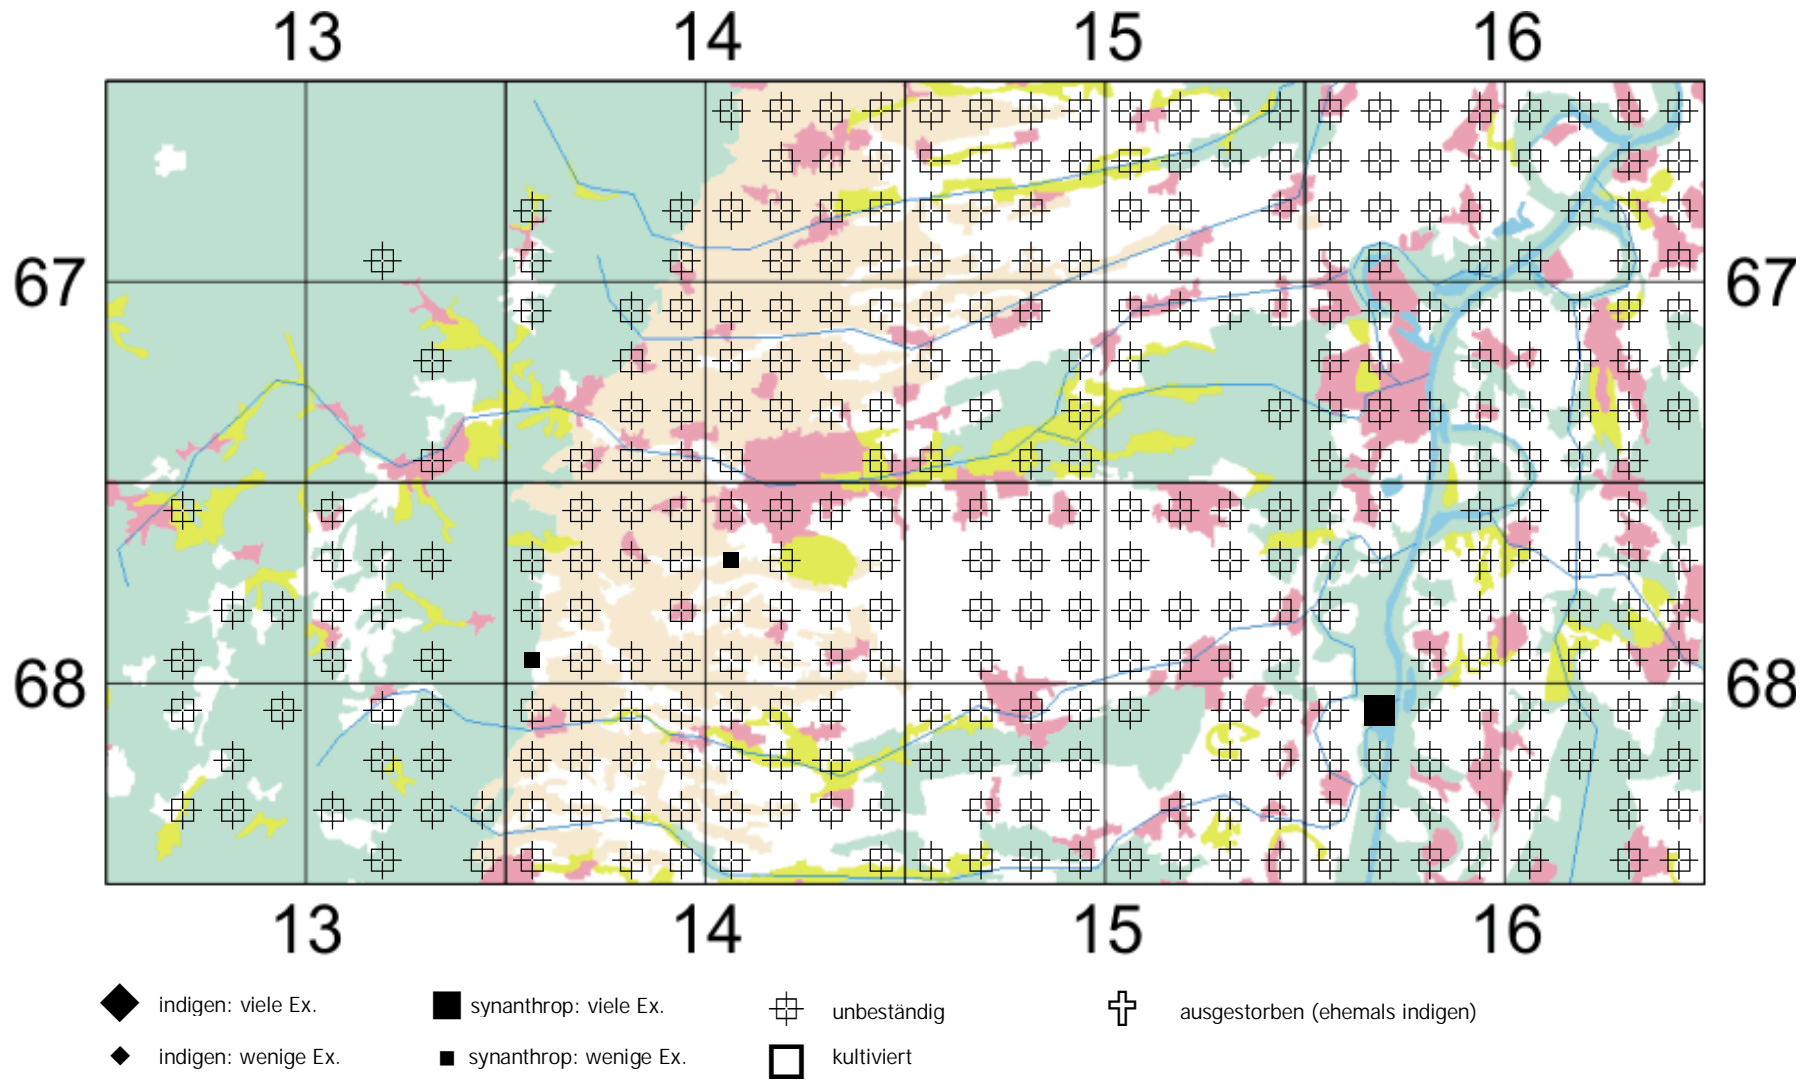 13 14 15 16
67 67
68 68
13 14 15 16
indigen: viele Ex. synanthrop: viele Ex. unbeständig ausgestorben (ehemals indigen)
indigen: wenige Ex. synanthrop: wenige Ex. kultiviert